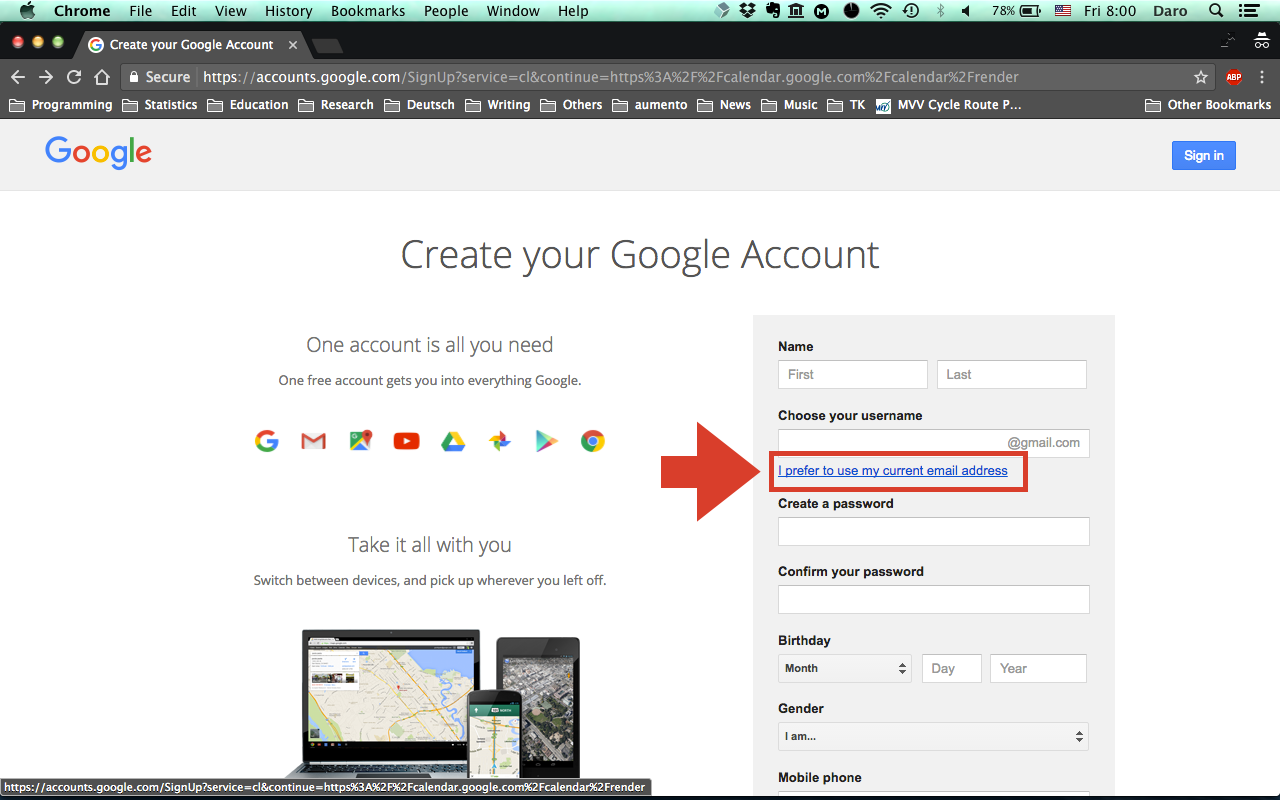 Chrome File Edit View History Bookmarks People Window Help 78% Fri 8:00 Daro
Create your Google Account
Secure https://accounts.google.com/SignUp?service=cl&continue=https%3A%2F%2Fcalendar.google.com%2Fcalendar%2Frender ABP
Programming Statistics Education Research Deutsch Writing Others aumento News Music TK MVV Cycle Route P... Other Bookmarks
Google Sign in
Create your Google Account
One account is all you need
One free account gets you into everything Google.
Take it all with you
Switch between devices, and pick up wherever you left off.
Name
First Last
Choose your username
@gmail.com
I prefer to use my current email address
Create a password
Confirm your password
Birthday
Month Day Year
Gender
I am...
Mobile phone
https://accounts.google.com/SignUp?service=cl&continue=https%3A%2F%2Fcalendar.google.com%2Fcalendar%2Frender